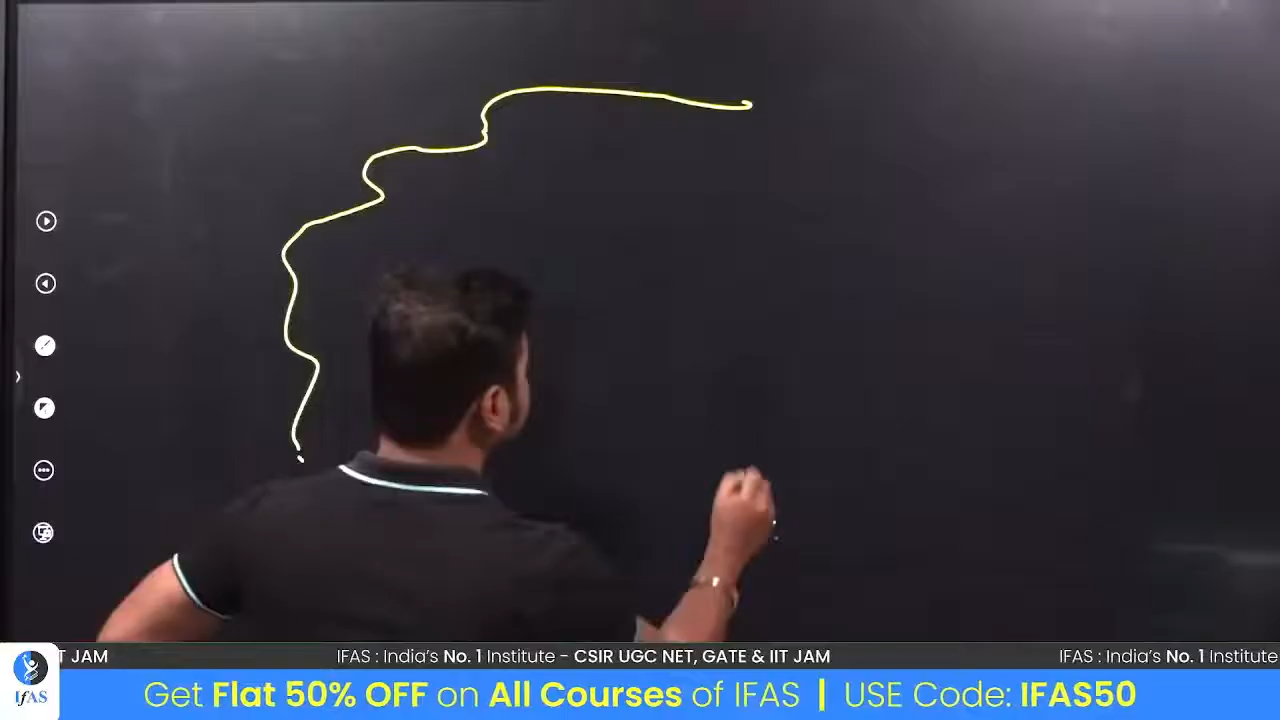 T JAM
IFAS : India's No. 1 Institute - CSIR UGC NET, GATE & IIT JAM
IFAS : India's No. 1 Institute
IFAS
Get Flat 50% OFF on All Courses of IFAS | USE Code: IFAS50